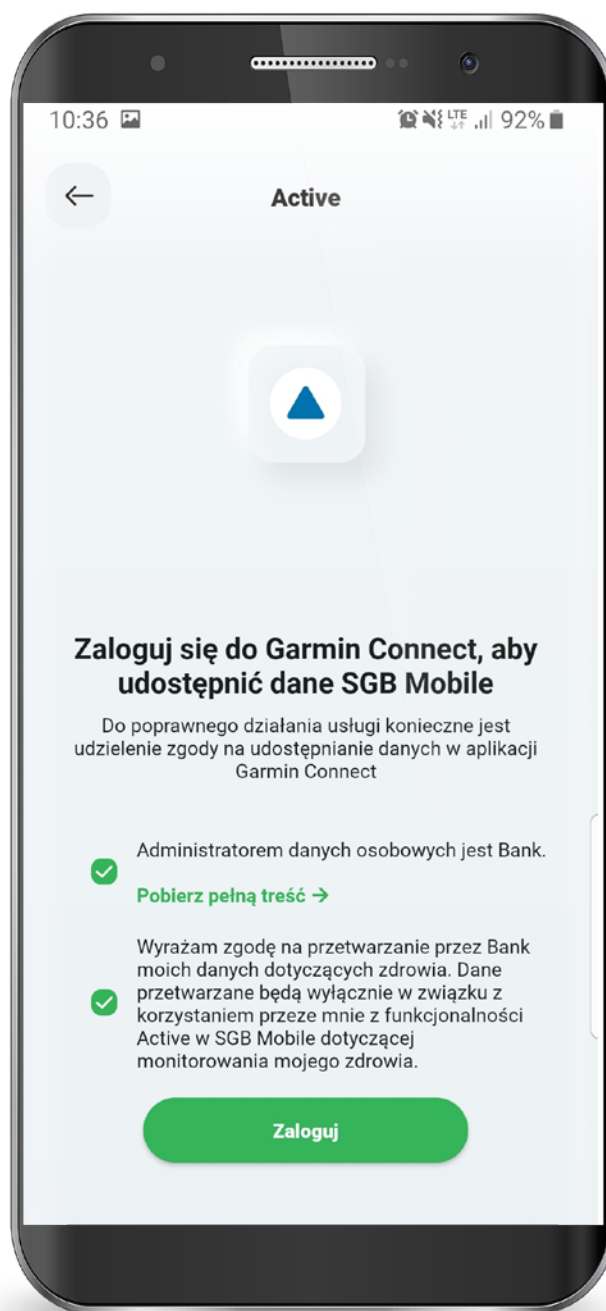 10:36 LTE 92%
Active
Zaloguj się do Garmin Connect, aby
udostępnić dane SGB Mobile
Do poprawnego działania usługi konieczne jest
udzielenie zgody na udostępnianie danych w aplikacji
Garmin Connect
Administratorem danych osobowych jest Bank.
Pobierz pełną treść →
Wyrażam zgodę na przetwarzanie przez Bank
moich danych dotyczących zdrowia. Dane
przetwarzane będą wyłącznie w związku z
korzystaniem przeze mnie z funkcjonalności
Active w SGB Mobile dotyczącej
monitorowania mojego zdrowia.
Zaloguj